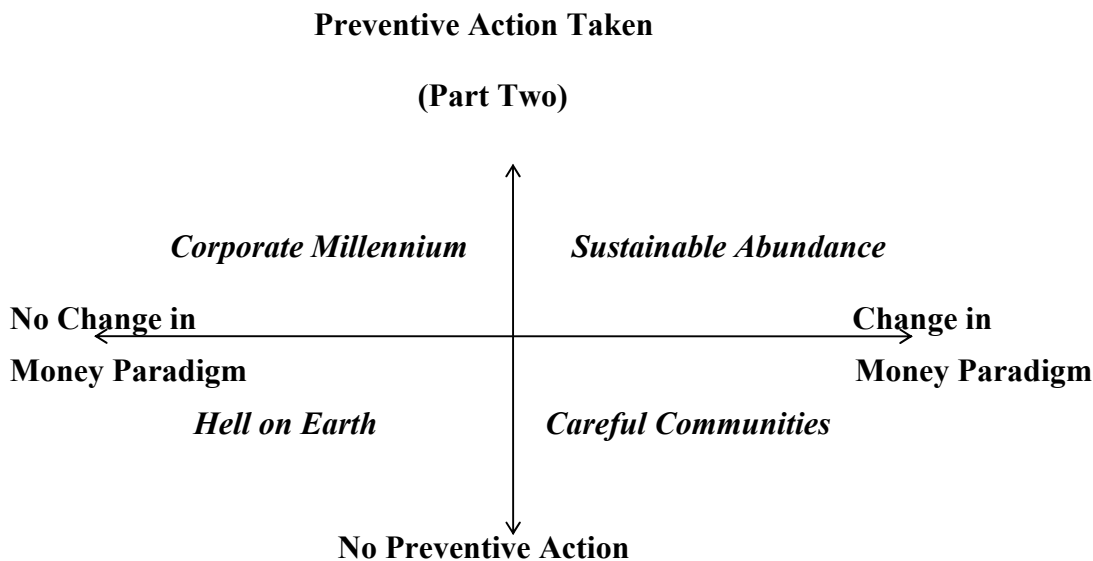 Preventive Action Taken
(Part Two)
Corporate Millennium
Sustainable Abundance
No Change in
Money Paradigm
Change in
Money Paradigm
Hell on Earth
Careful Communities
No Preventive Action